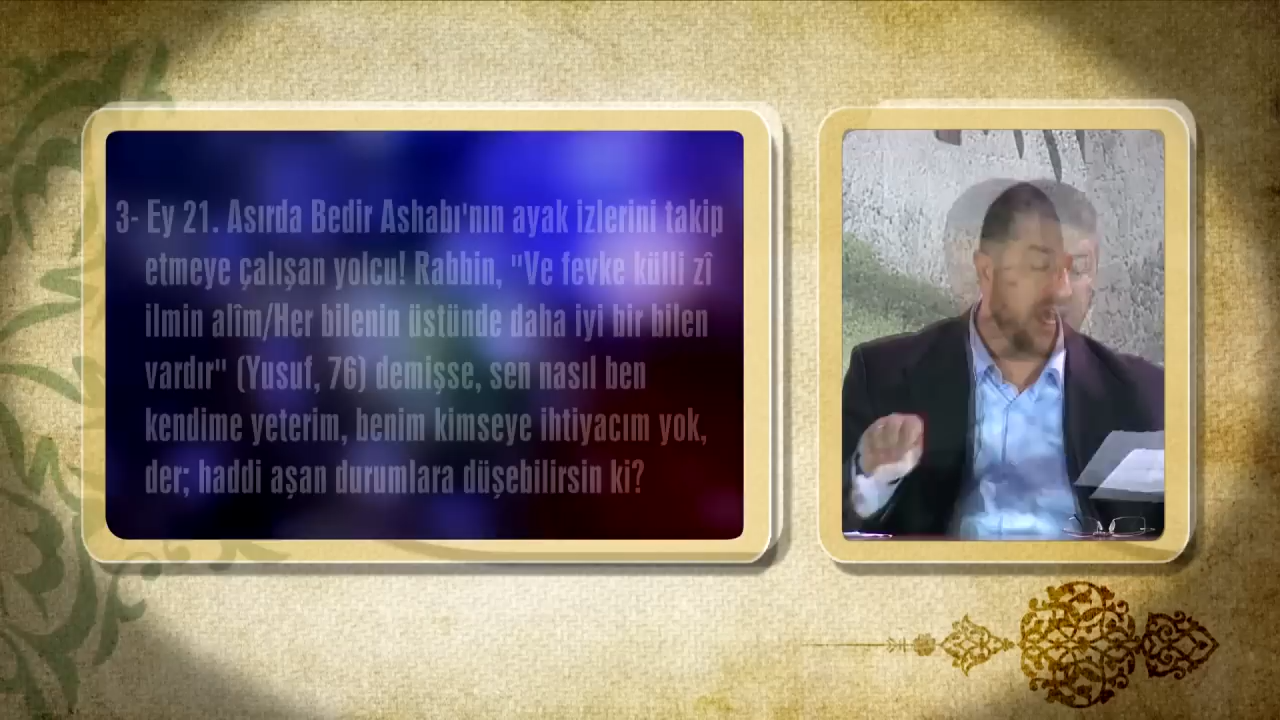 3- Ey 21. Asırda Bedir Ashabı'nın ayak izlerini takip
etmeye çalışan yolcu! Rabbin, "Ve fevke külli zî
ilmin alîm/Her bilenin üstünde daha iyi bir bilen
vardır" (Yusuf, 76) demişse, sen nasıl ben
kendime yeterim, benim kimseye ihtiyacım yok,
der; haddi aşan durumlara düşebilirsin ki?